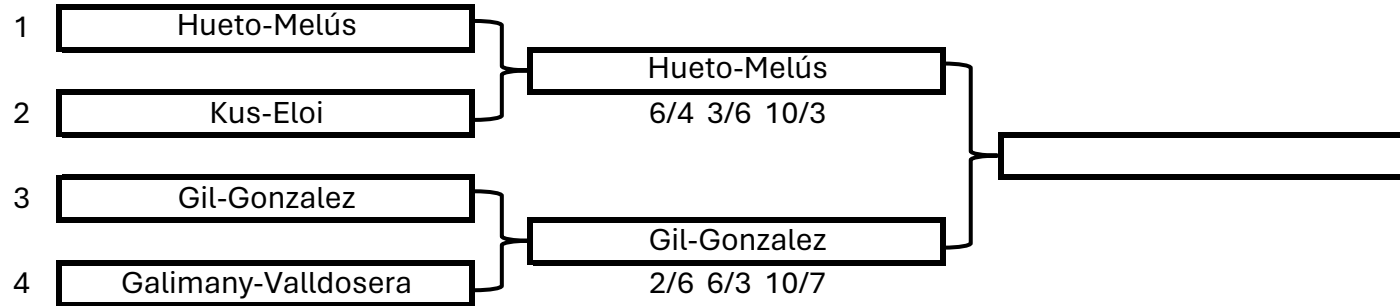 1 Hueto-Melús
Hueto-Melús
2 Kus-Eloi
6/4 3/6 10/3
3 Gil-Gonzalez
Gil-Gonzalez
4 Galimany-Valldosera
2/6 6/3 10/7